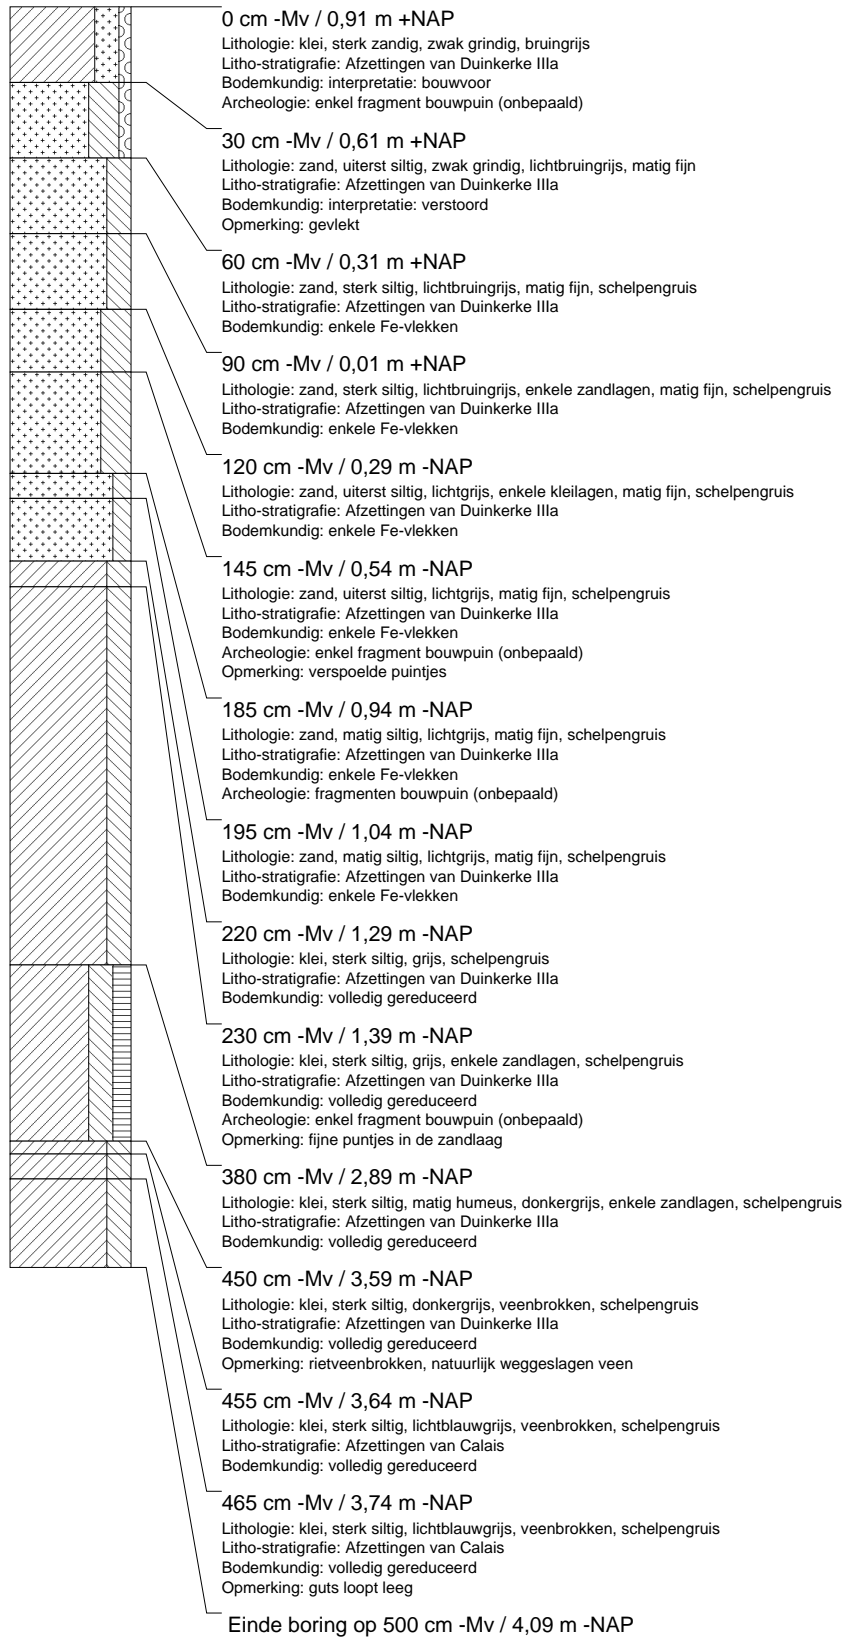 0 cm -Mv / 0,91 m +NAP
Lithologie: klei, sterk zandig, zwak grindig, bruingrijs
Litho-stratigrafie: Afzettingen van Duinkerke IIIa
Bodemkundig: interpretatie: bouwvoor
Archeologie: enkel fragment bouwpuin (onbepaald)
30 cm -Mv / 0,61 m +NAP
Lithologie: zand, uiterst siltig, zwak grindig, lichtbruingrijs, matig fijn
Litho-stratigrafie: Afzettingen van Duinkerke IIIa
Bodemkundig: interpretatie: verstoord
Opmerking: gevlekt
60 cm -Mv / 0,31 m +NAP
Lithologie: zand, sterk siltig, lichtbruingrijs, matig fijn, schelpengruis
Litho-stratigrafie: Afzettingen van Duinkerke IIIa
Bodemkundig: enkele Fe-vlekken
90 cm -Mv / 0,01 m +NAP
Lithologie: zand, sterk siltig, lichtbruingrijs, enkele zandlagen, matig fijn, schelpengruis
Litho-stratigrafie: Afzettingen van Duinkerke IIIa
Bodemkundig: enkele Fe-vlekken
120 cm -Mv / 0,29 m -NAP
Lithologie: zand, uiterst siltig, lichtgrijs, enkele kleilagen, matig fijn, schelpengruis
Litho-stratigrafie: Afzettingen van Duinkerke IIIa
Bodemkundig: enkele Fe-vlekken
145 cm -Mv / 0,54 m -NAP
Lithologie: zand, uiterst siltig, lichtgrijs, matig fijn, schelpengruis
Litho-stratigrafie: Afzettingen van Duinkerke IIIa
Bodemkundig: enkele Fe-vlekken
Archeologie: enkel fragment bouwpuin (onbepaald)
Opmerking: verspoelde puintjes
185 cm -Mv / 0,94 m -NAP
Lithologie: zand, matig siltig, lichtgrijs, matig fijn, schelpengruis
Litho-stratigrafie: Afzettingen van Duinkerke IIIa
Bodemkundig: enkele Fe-vlekken
Archeologie: fragmenten bouwpuin (onbepaald)
195 cm -Mv / 1,04 m -NAP
Lithologie: zand, matig siltig, lichtgrijs, matig fijn, schelpengruis
Litho-stratigrafie: Afzettingen van Duinkerke IIIa
Bodemkundig: enkele Fe-vlekken
220 cm -Mv / 1,29 m -NAP
Lithologie: klei, sterk siltig, grijs, schelpengruis
Litho-stratigrafie: Afzettingen van Duinkerke IIIa
Bodemkundig: volledig gereduceerd
230 cm -Mv / 1,39 m -NAP
Lithologie: klei, sterk siltig, grijs, enkele zandlagen, schelpengruis
Litho-stratigrafie: Afzettingen van Duinkerke IIIa
Bodemkundig: volledig gereduceerd
Archeologie: enkel fragment bouwpuin (onbepaald)
Opmerking: fijne puntjes in de zandlaag
380 cm -Mv / 2,89 m -NAP
Lithologie: klei, sterk siltig, matig humeus, donkergrijs, enkele zandlagen, schelpengruis
Litho-stratigrafie: Afzettingen van Duinkerke IIIa
Bodemkundig: volledig gereduceerd
450 cm -Mv / 3,59 m -NAP
Lithologie: klei, sterk siltig, donkergrijs, veenbrokken, schelpengruis
Litho-stratigrafie: Afzettingen van Duinkerke IIIa
Bodemkundig: volledig gereduceerd
Opmerking: rietveenbrokken, natuurlijk weggeslagen veen
455 cm -Mv / 3,64 m -NAP
Lithologie: klei, sterk siltig, lichtblauwgrijs, veenbrokken, schelpengruis
Litho-stratigrafie: Afzettingen van Calais
Bodemkundig: volledig gereduceerd
465 cm -Mv / 3,74 m -NAP
Lithologie: klei, sterk siltig, lichtblauwgrijs, veenbrokken, schelpengruis
Litho-stratigrafie: Afzettingen van Calais
Bodemkundig: volledig gereduceerd
Opmerking: guts loopt leeg
Einde boring op 500 cm -Mv / 4,09 m -NAP